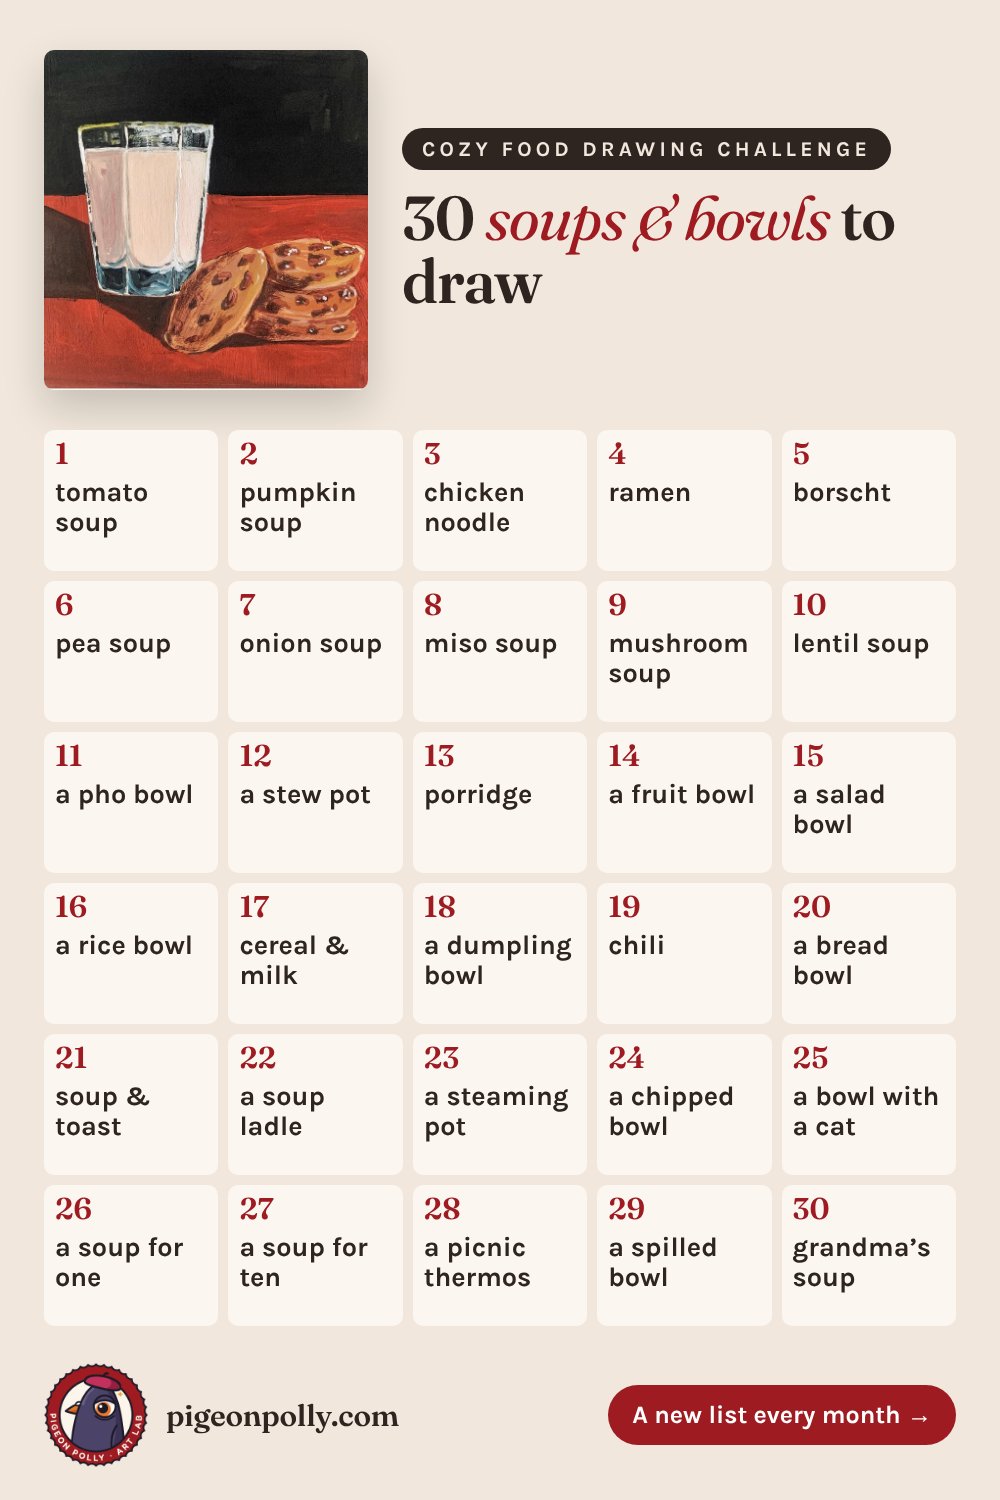 COZY FOOD DRAWING CHALLENGE
30 soups & bowls to
draw
1
tomato
soup
2
pumpkin
soup
3
chicken
noodle
4
ramen
5
borscht
6
pea soup
7
onion soup
8
miso soup
9
mushroom
soup
10
lentil soup
11
a pho bowl
12
a stew pot
13
porridge
14
a fruit bowl
15
a salad
bowl
16
a rice bowl
17
cereal &
milk
18
a dumpling
bowl
19
chili
20
a bread
bowl
21
soup &
toast
22
a soup
ladle
23
a steaming
pot
24
a chipped
bowl
25
a bowl with
a cat
26
a soup for
one
27
a soup for
ten
28
a picnic
thermos
29
a spilled
bowl
30
grandma’s
soup
PIGEON POLLY · ART LAB
pigeonpolly.com
A new list every month →